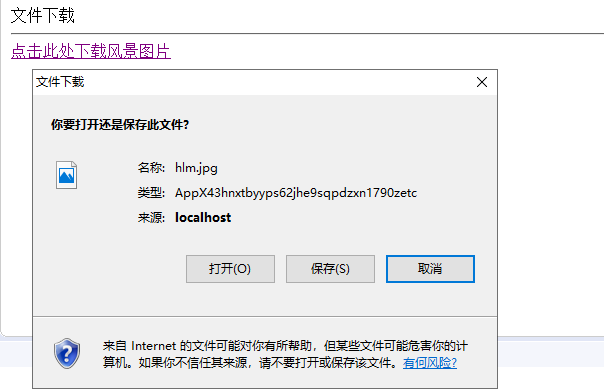 文件下载
点击此处下载风景图片
文件下载
你要打开还是保存此文件?
名称: hlm.jpg
类型: AppX43hnxtbyyps62jhe9sqpdzxn1790zetc
来源: localhost
打开(O) 保存(S) 取消
来自 Internet 的文件可能对你有所帮助，但某些文件可能危害你的计
算机。如果你不信任其来源，请不要打开或保存该文件。有何风险?